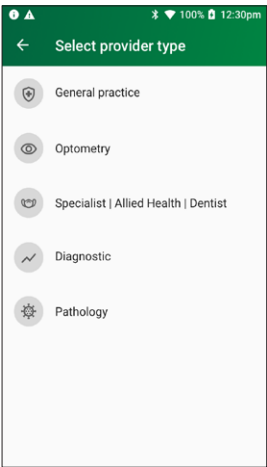 100% 12:30pm
Select provider type
General practice
Optometry
Specialist | Allied Health | Dentist
Diagnostic
Pathology